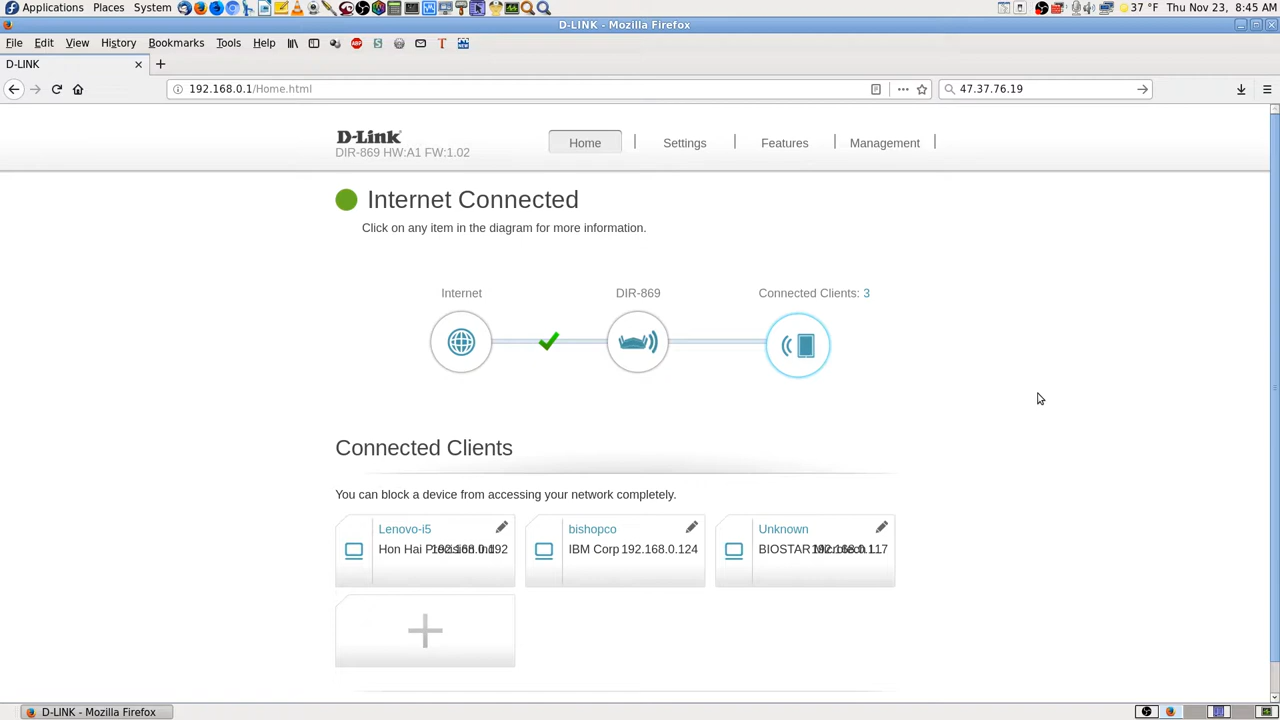 Applications Places System 37 °F Thu Nov 23, 8:45 AM
D-LINK - Mozilla Firefox
File Edit View History Bookmarks Tools Help
D-LINK
192.168.0.1/Home.html 47.37.76.19
D-Link
DIR-869 HW:A1 FW:1.02
Home Settings Features Management
Internet Connected
Click on any item in the diagram for more information.
Internet DIR-869 Connected Clients: 3
Connected Clients
You can block a device from accessing your network completely.
Lenovo-i5
Hon Hai
bishopco
IBM Corp 192.168.0.124
Unknown
BIOSTAR
D-LINK - Mozilla Firefox